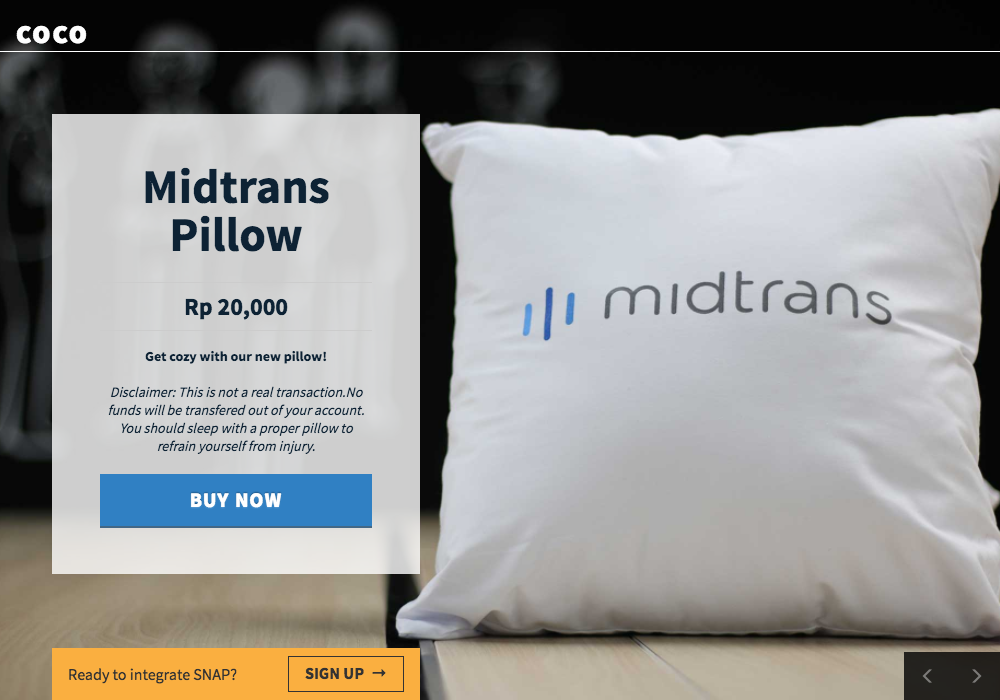 COCO
Midtrans
Pillow
Rp 20,000
Get cozy with our new pillow!
Disclaimer: This is not a real transaction.No
funds will be transfered out of your account.
You should sleep with a proper pillow to
refrain yourself from injury.
BUY NOW
midtrans
Ready to integrate SNAP?
SIGN UP →